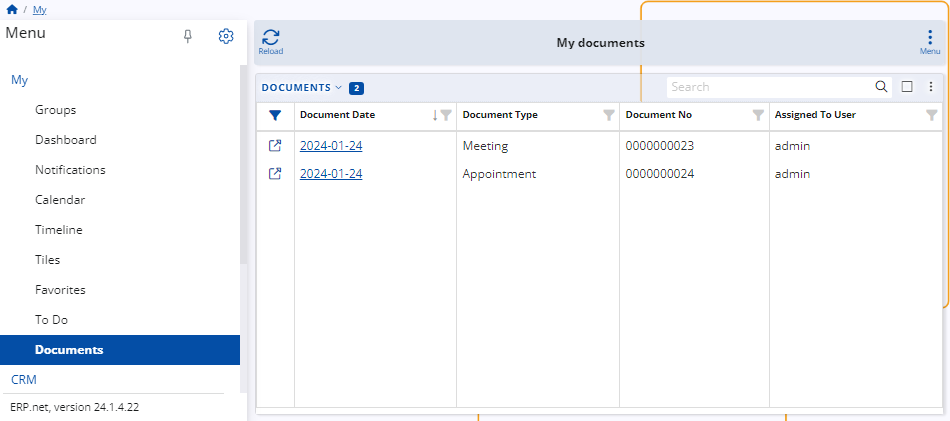 / My
Menu
My
Groups
Dashboard
Notifications
Calendar
Timeline
Tiles
Favorites
To Do
Documents
CRM
ERP.net, version 24.1.4.22
Reload
My documents
Menu
DOCUMENTS 2
Search
Document Date Document Type Document No Assigned To User
2024-01-24 Meeting 0000000023 admin
2024-01-24 Appointment 0000000024 admin